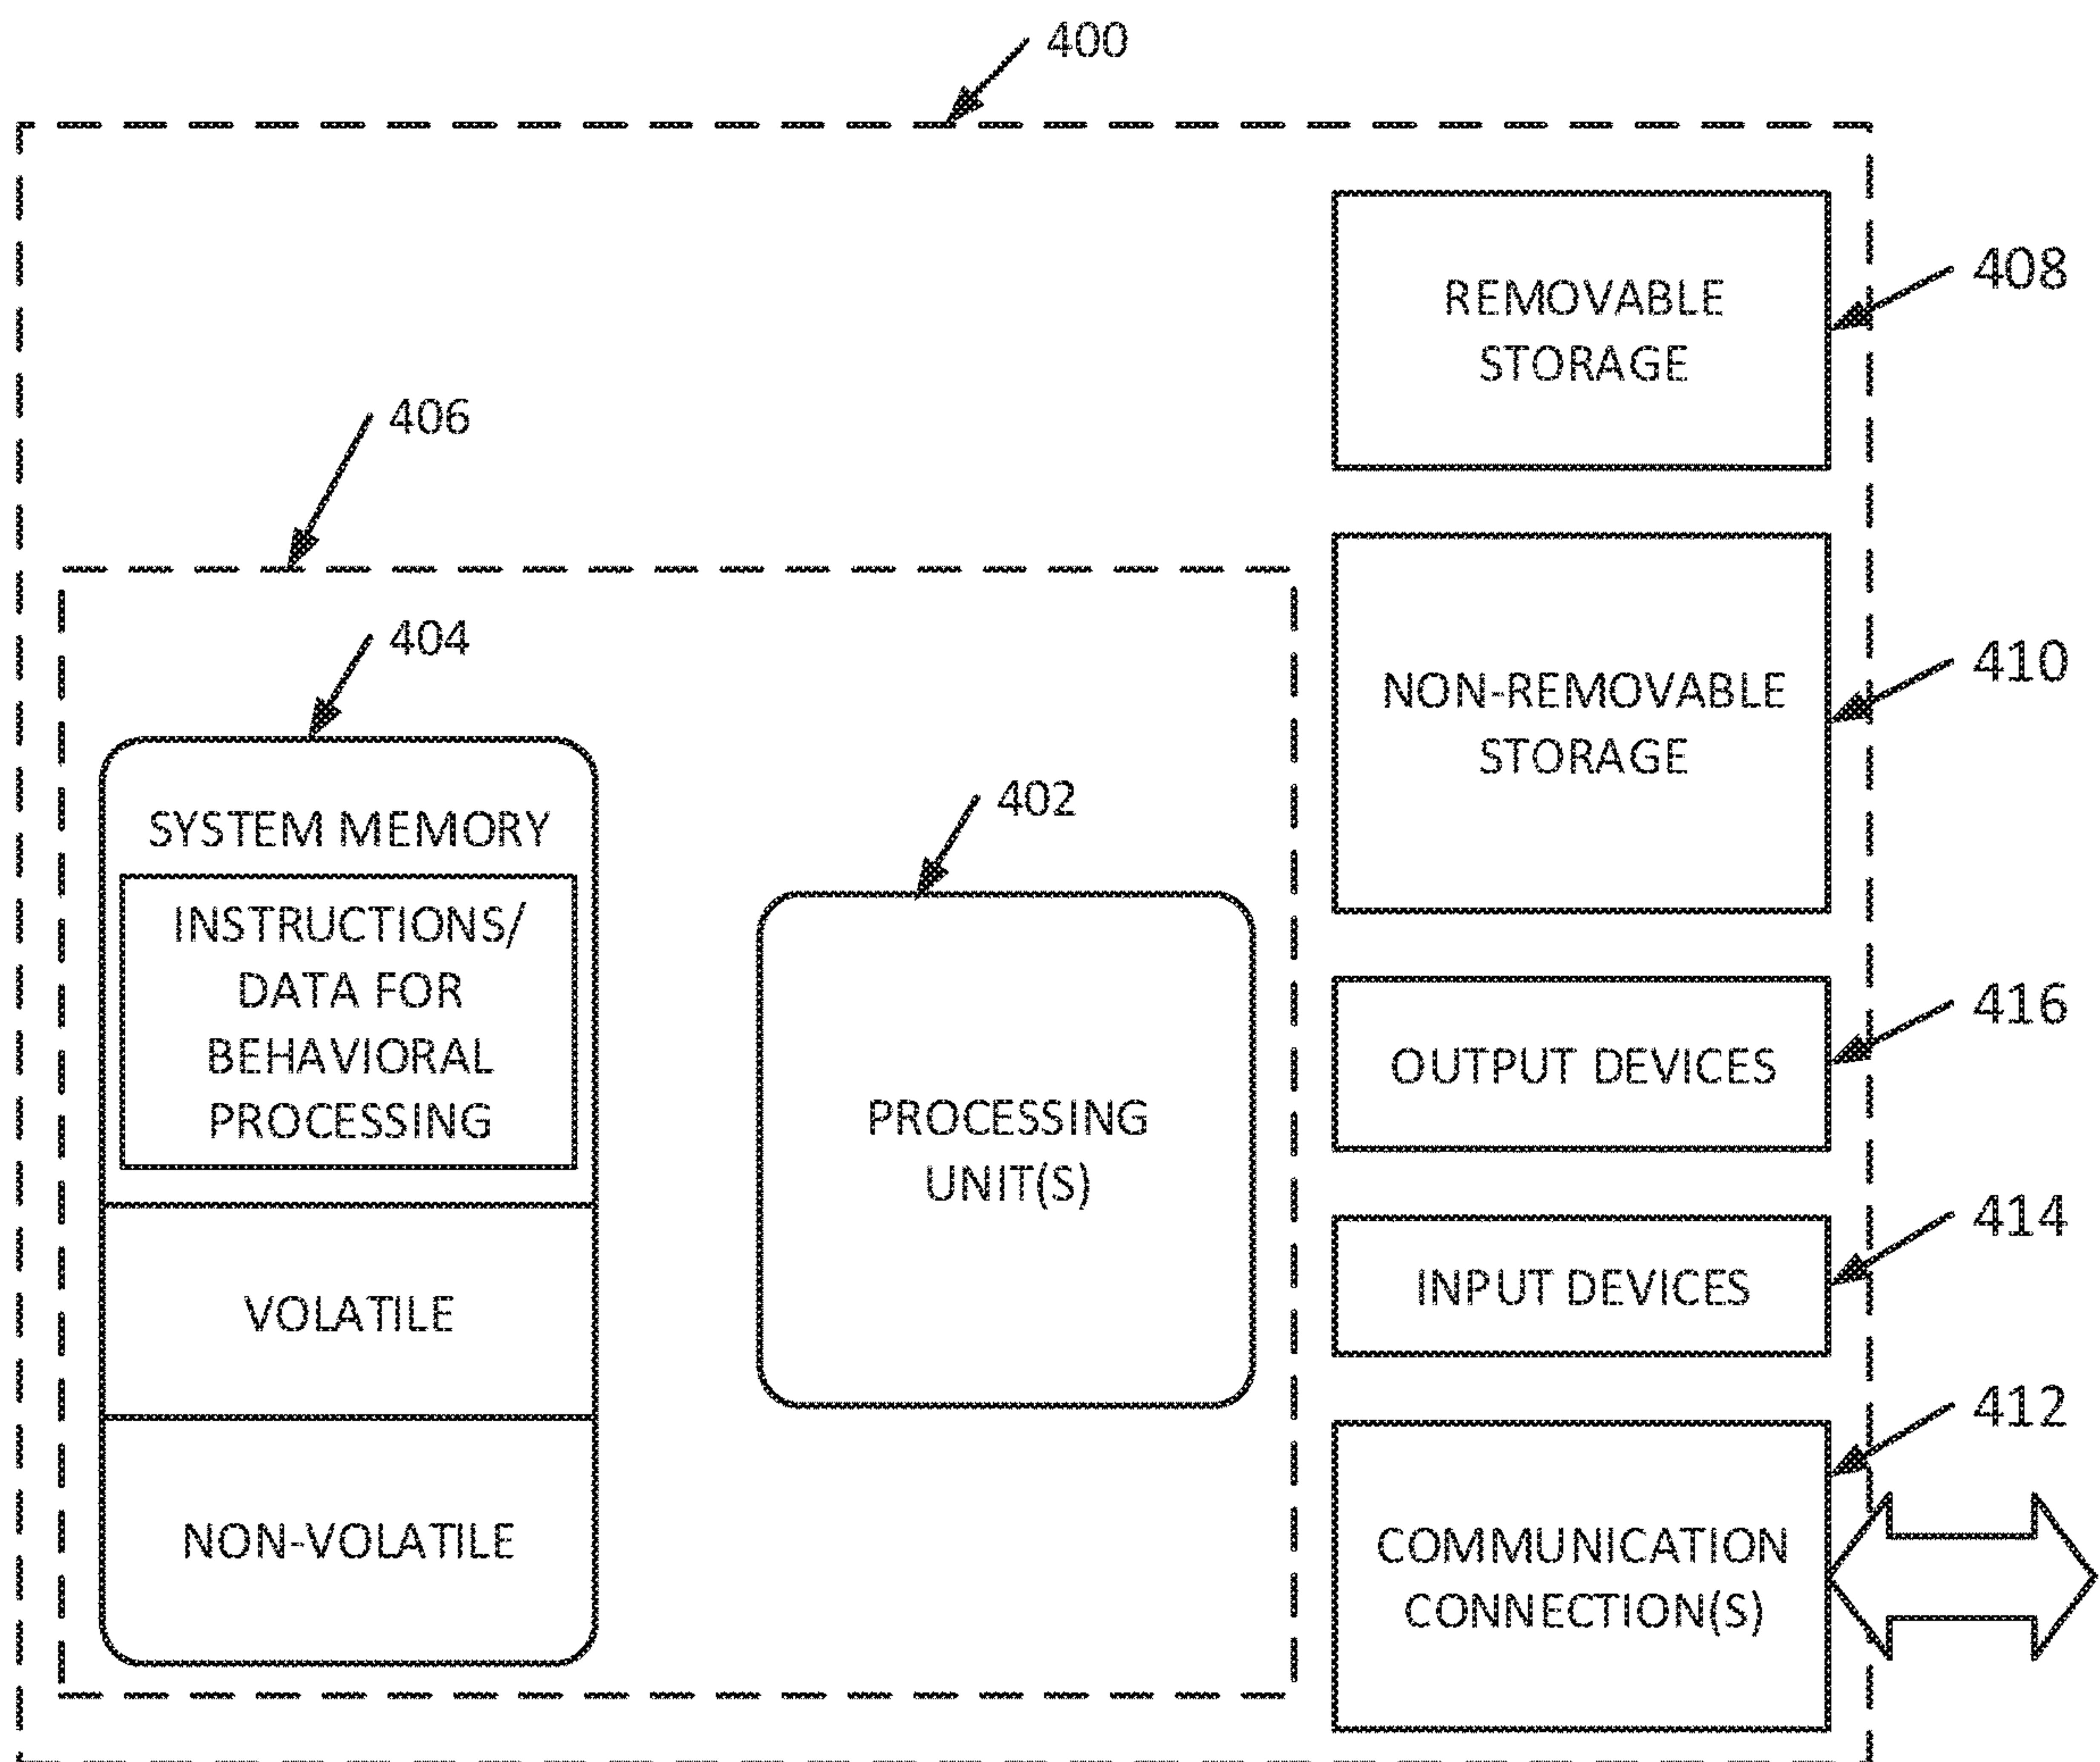 400
REMOVABLE
STORAGE
408
406
NON-REMOVABLE
STORAGE
410
404
SYSTEM MEMORY
INSTRUCTIONS/
DATA FOR
BEHAVIORAL
PROCESSING
VOLATILE
NON-VOLATILE
402
PROCESSING
UNIT(S)
OUTPUT DEVICES
416
INPUT DEVICES
414
COMMUNICATION
CONNECTION(S)
412